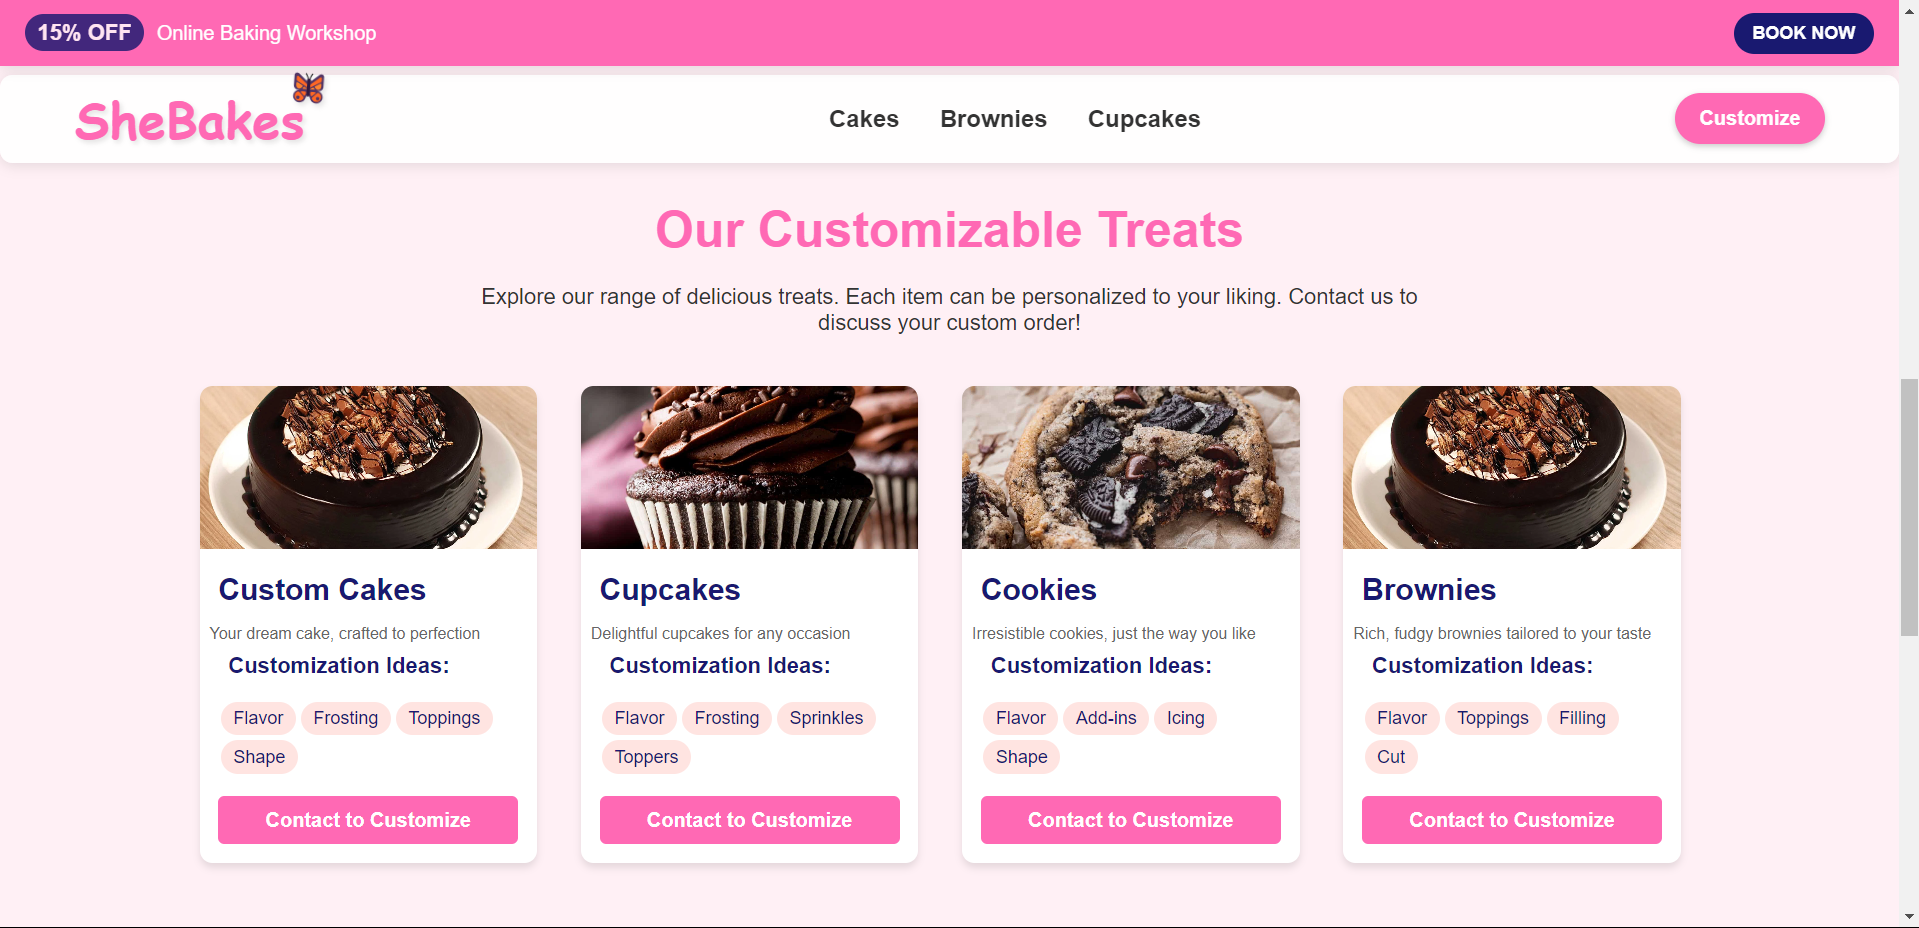 15% OFF Online Baking Workshop BOOK NOW
SheBakes Cakes Brownies Cupcakes Customize
Our Customizable Treats
Explore our range of delicious treats. Each item can be personalized to your liking. Contact us to
discuss your custom order!
Custom Cakes
Your dream cake, crafted to perfection
Customization Ideas:
Flavor Frosting Toppings
Shape
Contact to Customize
Cupcakes
Delightful cupcakes for any occasion
Customization Ideas:
Flavor Frosting Sprinkles
Toppers
Contact to Customize
Cookies
Irresistible cookies, just the way you like
Customization Ideas:
Flavor Add-ins Icing
Shape
Contact to Customize
Brownies
Rich, fudgy brownies tailored to your taste
Customization Ideas:
Flavor Toppings Filling
Cut
Contact to Customize